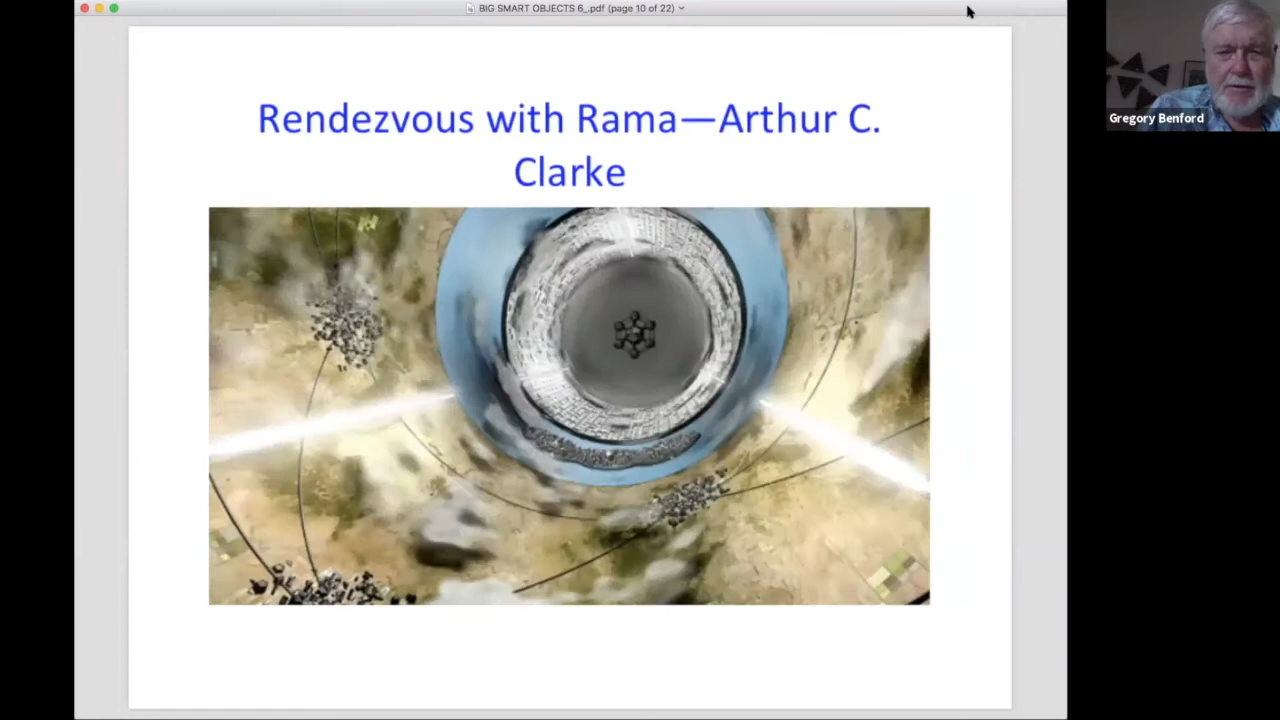 BIG SMART OBJECTS 6_.pdf (page 10 of 22)
Rendezvous with Rama—Arthur C.
Clarke
Gregory Benford